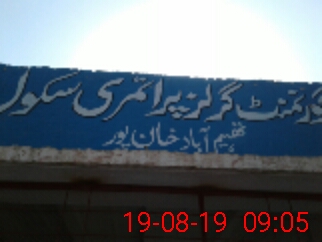 گورنمنٹ گرلز پرائمری سکول
فہیم آباد خان پور
19-08-19 09:05